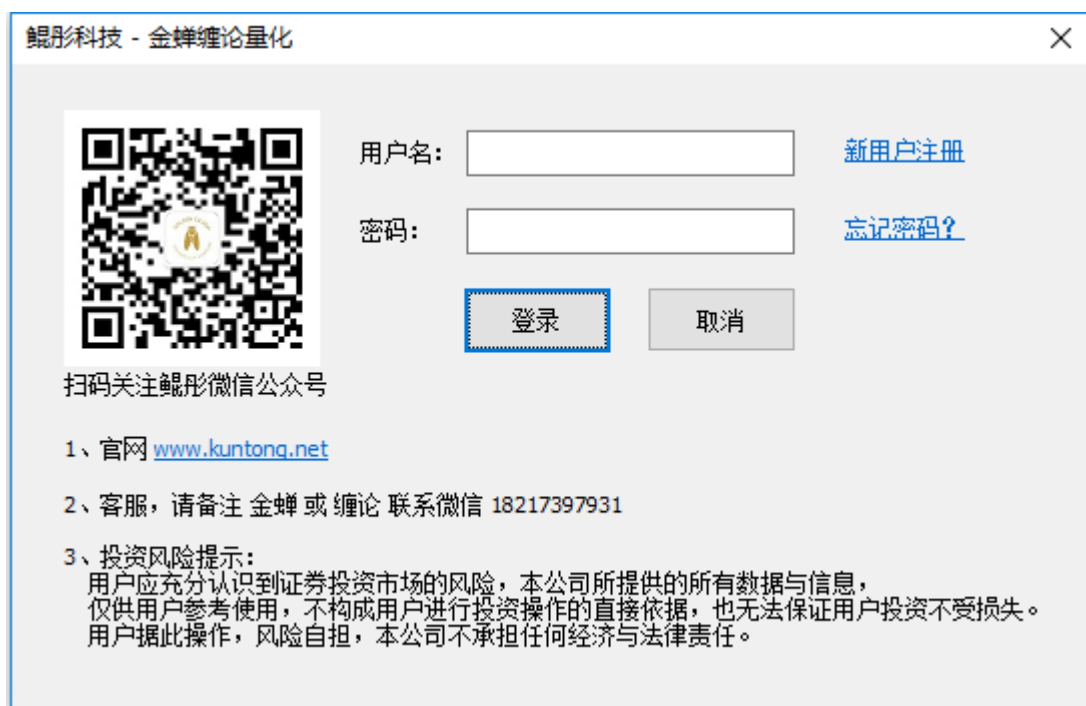 鲲彤科技 - 金蝉缠论量化
用户名：
新用户注册
密码：
忘记密码？
登录
取消
扫码关注鲲彤微信公众号
1、官网 www.kuntong.net
2、客服，请备注 金蝉 或 缠论 联系微信 18217397931
3、投资风险提示：
用户应充分认识到证券投资市场的风险，本公司所提供的所有数据与信息，
仅供用户参考使用，不构成用户进行投资操作的直接依据，也无法保证用户投资不受损失。
用户据此操作，风险自担，本公司不承担任何经济与法律责任。